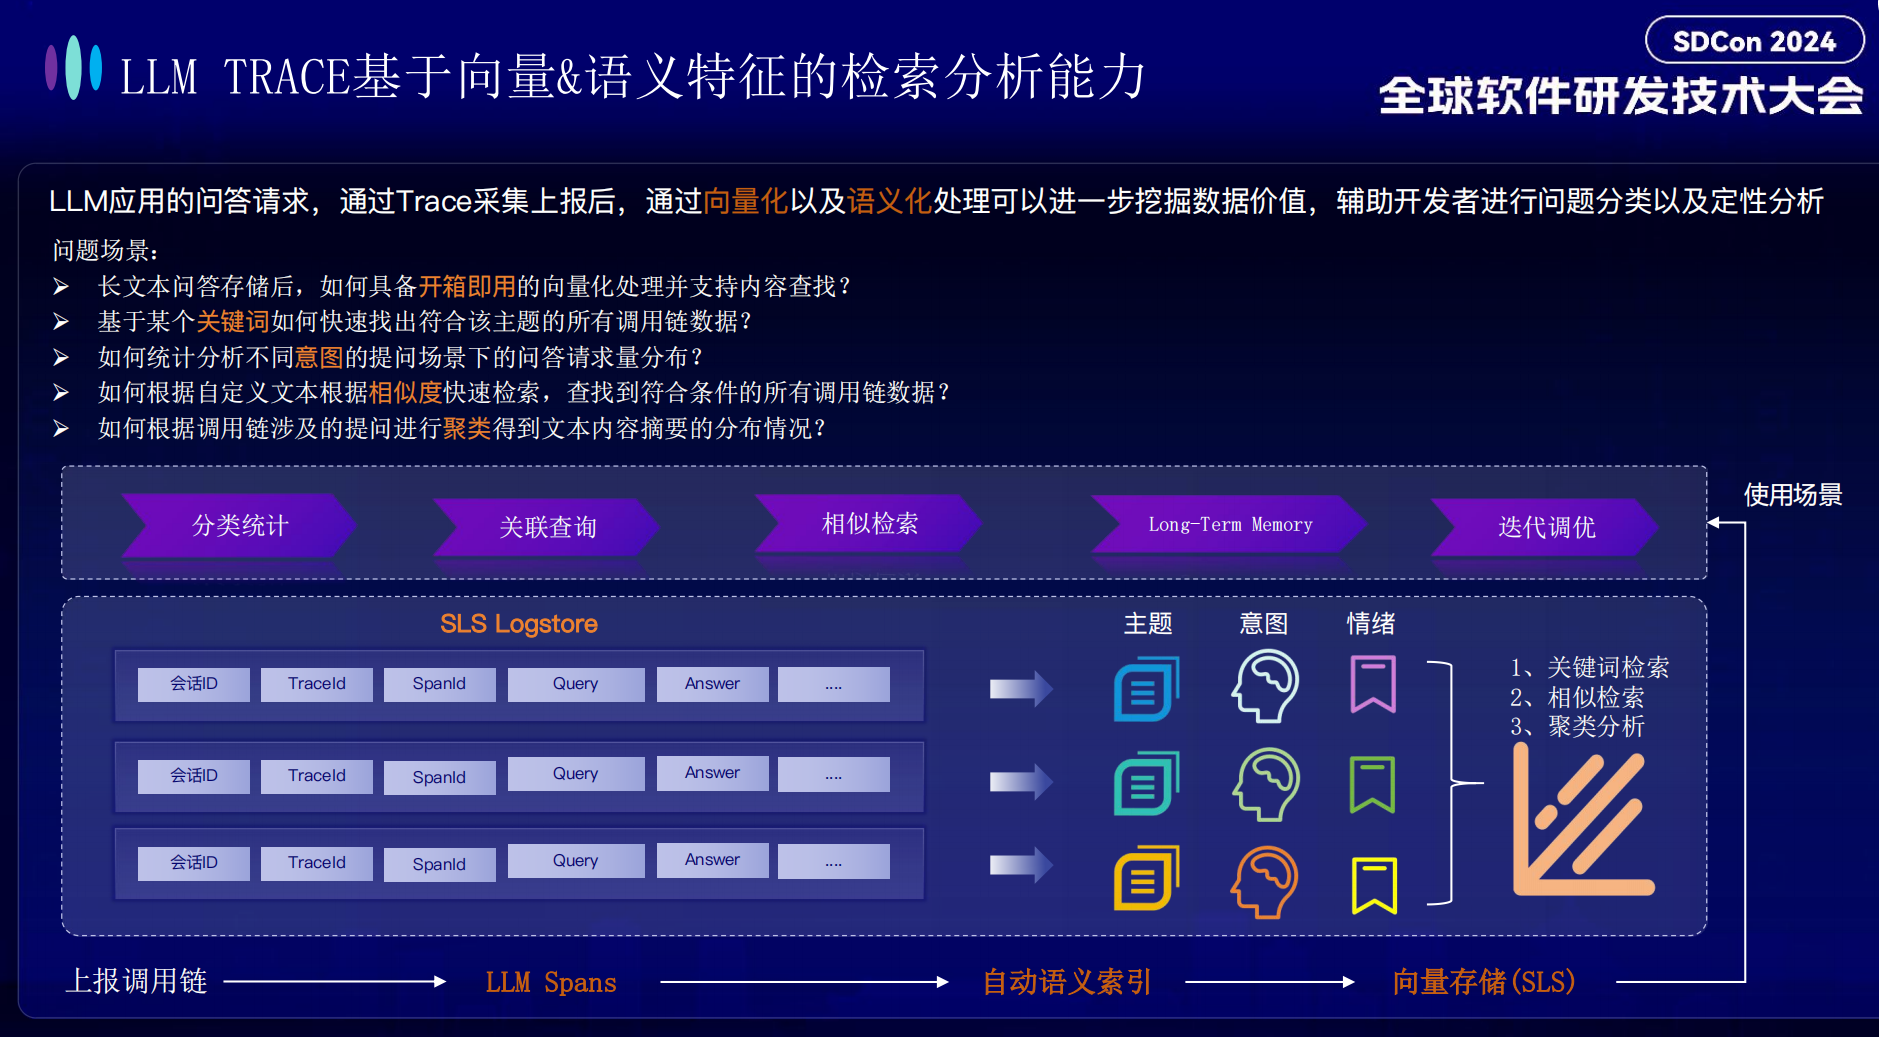 LLM TRACE基于向量&语义特征的检索分析能力
SDCon 2024
全球软件研发技术大会
LLM应用的问答请求，通过Trace采集上报后，通过向量化以及语义化处理可以进一步挖掘数据价值，辅助开发者进行问题分类以及定性分析
问题场景：
➢ 长文本问答存储后，如何具备开箱即用的向量化处理并支持内容查找？
➢ 基于某个关键词如何快速找出符合该主题的所有调用链数据？
➢ 如何统计分析不同意图的提问场景下的问答请求量分布？
➢ 如何根据自定义文本根据相似度快速检索，查找到符合条件的所有调用链数据？
➢ 如何根据调用链涉及的提问进行聚类得到文本内容摘要的分布情况？
分类统计 关联查询 相似检索 Long-Term Memory 迭代调优
使用场景
SLS Logstore
主题 意图 情绪
会话ID TraceId SpanId Query Answer ....
会话ID TraceId SpanId Query Answer ....
会话ID TraceId SpanId Query Answer ....
1、关键词检索
2、相似检索
3、聚类分析
上报调用链 LLM Spans 自动语义索引 向量存储(SLS)